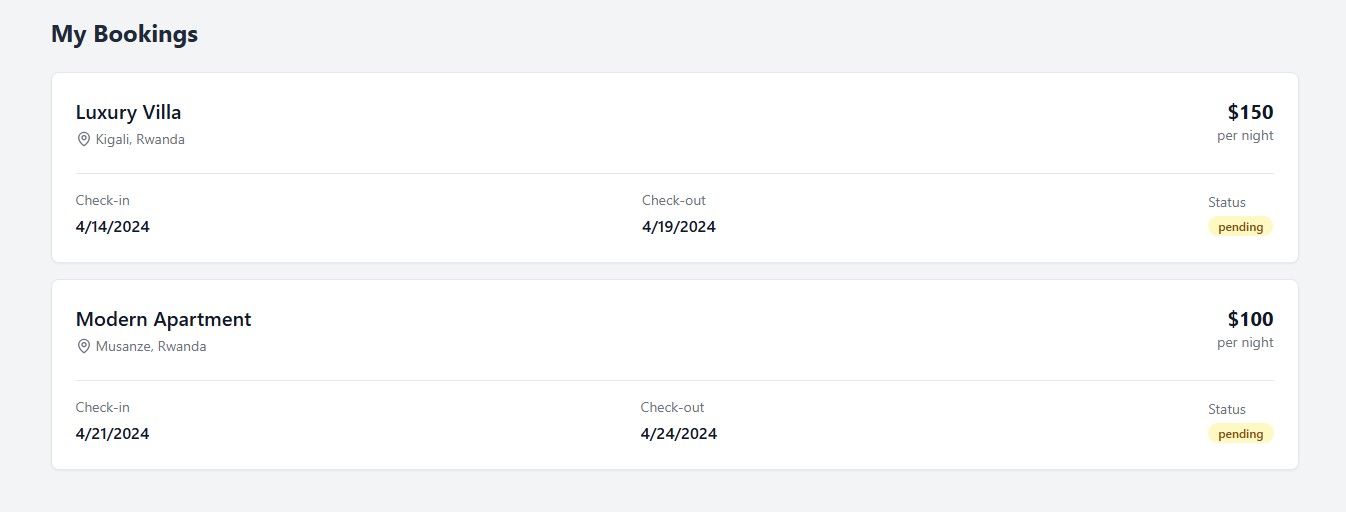 My Bookings
Luxury Villa
$150
Kigali, Rwanda
per night
Check-in
Check-out
Status
4/14/2024
4/19/2024
pending
Modern Apartment
$100
Musanze, Rwanda
per night
Check-in
Check-out
Status
4/21/2024
4/24/2024
pending